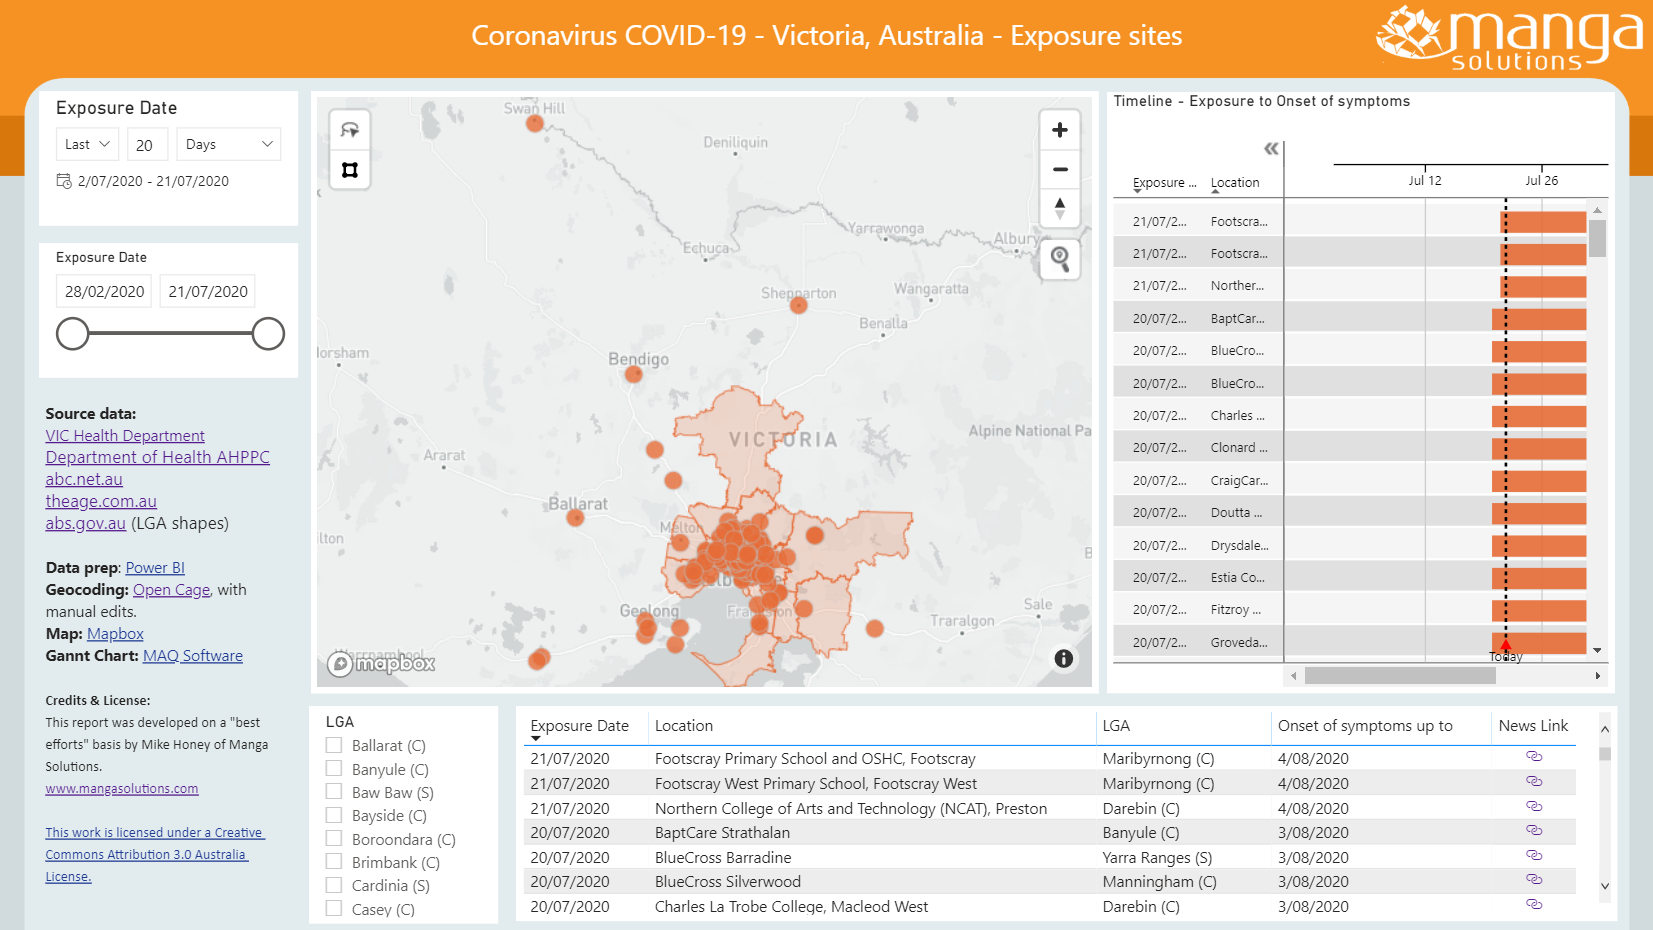 Coronavirus COVID-19 - Victoria, Australia - Exposure sites
manga
solutions
Exposure Date
Last 20 Days
2/07/2020 - 21/07/2020
Exposure Date
28/02/2020 21/07/2020
Source data:
VIC Health Department
Department of Health AHPPC
abc.net.au
theage.com.au
abs.gov.au (LGA shapes)
Data prep: Power BI
Geocoding: Open Cage, with
manual edits.
Map: Mapbox
Gannt Chart: MAQ Software
Credits & License:
This report was developed on a "best
efforts" basis by Mike Honey of Manga
Solutions.
www.mangasolutions.com
This work is licensed under a Creative
Commons Attribution 3.0 Australia
License.
Swan Hill
Deniliquin
Yarrawonga
Albury
Echuca
Shepparton
Wangaratta
Benalla
orsham
Bendigo
VICTORIA
Alpine National Pa
Ararat
Ballarat
lton
Melton
Geelong
Sale
Traralgon
mapbox
Timeline - Exposure to Onset of symptoms
Jul 12 Jul 26
Exposure ... Location
21/07/2... Footscra...
21/07/2... Footscra...
21/07/2... Norther...
20/07/2... BaptCar...
20/07/2... BlueCro...
20/07/2... BlueCro...
20/07/2... Charles ...
20/07/2... Clonard ...
20/07/2... CraigCar...
20/07/2... Doutta ...
20/07/2... Drysdale...
20/07/2... Estia Co...
20/07/2... Fitzroy ...
20/07/2... Groveda...
Today
LGA
Ballarat (C)
Banyule (C)
Baw Baw (S)
Bayside (C)
Boroondara (C)
Brimbank (C)
Cardinia (S)
Casey (C)
Exposure Date Location LGA Onset of symptoms up to News Link
21/07/2020 Footscray Primary School and OSHC, Footscray Maribyrnong (C) 4/08/2020
21/07/2020 Footscray West Primary School, Footscray West Maribyrnong (C) 4/08/2020
21/07/2020 Northern College of Arts and Technology (NCAT), Preston Darebin (C) 4/08/2020
20/07/2020 BaptCare Strathalan Banyule (C) 3/08/2020
20/07/2020 BlueCross Barradine Yarra Ranges (S) 3/08/2020
20/07/2020 BlueCross Silverwood Manningham (C) 3/08/2020
20/07/2020 Charles La Trobe College, Macleod West Darebin (C) 3/08/2020